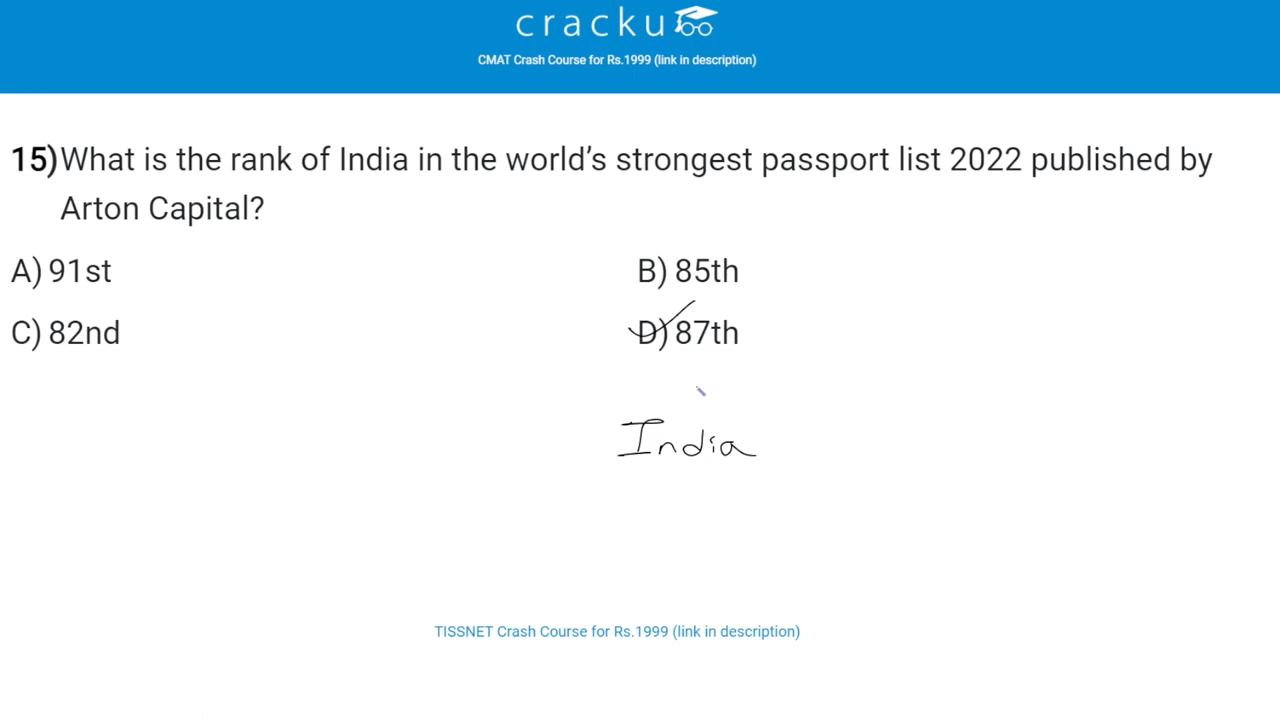 cracku
CMAT Crash Course for Rs.1999 (link in description)
15) What is the rank of India in the world's strongest passport list 2022 published by
Arton Capital?
A) 91st
B) 85th
C) 82nd
D) 87th
India
TISSNET Crash Course for Rs.1999 (link in description)